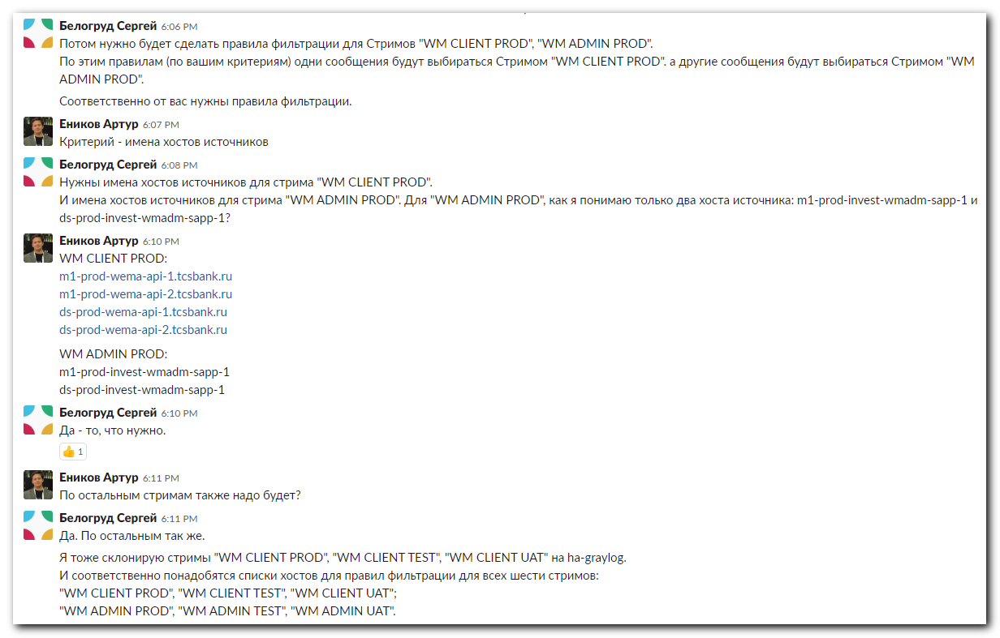 Белогруд Сергей 6:06 PM
Потом нужно будет сделать правила фильтрации для Стримов "WM CLIENT PROD", "WM ADMIN PROD".
По этим правилам (по вашим критериям) одни сообщения будут выбираться Стримом "WM CLIENT PROD". а другие сообщения будут выбираться Стримом "WM
ADMIN PROD".
Соответственно от вас нужны правила фильтрации.
Еников Артур 6:07 PM
Критерий - имена хостов источников
Белогруд Сергей 6:08 PM
Нужны имена хостов источников для стрима "WM CLIENT PROD".
И имена хостов источников для стрима "WM ADMIN PROD". Для "WM ADMIN PROD", как я понимаю только два хоста источника: m1-prod-invest-wmadm-sapp-1 и
ds-prod-invest-wmadm-sapp-1?
Еников Артур 6:10 PM
WM CLIENT PROD:
m1-prod-wema-api-1.tcsbank.ru
m1-prod-wema-api-2.tcsbank.ru
ds-prod-wema-api-1.tcsbank.ru
ds-prod-wema-api-2.tcsbank.ru
WM ADMIN PROD:
m1-prod-invest-wmadm-sapp-1
ds-prod-invest-wmadm-sapp-1
Белогруд Сергей 6:10 PM
Да - то, что нужно.
👍 1
Еников Артур 6:11 PM
По остальным стримам также надо будет?
Белогруд Сергей 6:11 PM
Да. По остальным так же.
Я тоже склонирую стримы "WM CLIENT PROD", "WM CLIENT TEST", "WM CLIENT UAT" на ha-graylog.
И соответственно понадобятся списки хостов для правил фильтрации для всех шести стримов:
"WM CLIENT PROD", "WM CLIENT TEST", "WM CLIENT UAT";
"WM ADMIN PROD", "WM ADMIN TEST", "WM ADMIN UAT".